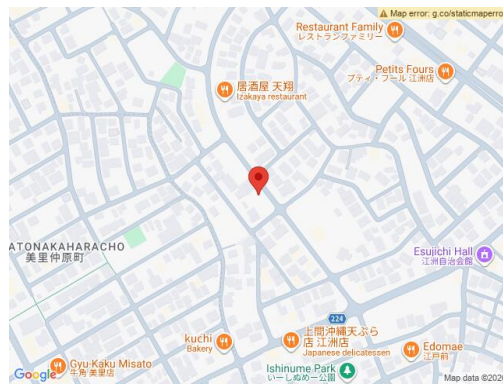 Map error: g.co/staticmaperro
Restaurant Family
レストランファミリー
Petits Fours
プティ・フール 江洲店
居酒屋 天翔
Izakaya restaurant
ATONAKAHARACHO
美里仲原町
Esujichi Hall
江洲自治会館
224
kuchi
Bakery
上間沖縄天ぷら
店 江洲店
Japanese delicatessen
Edomae
江戸前
Gyu-Kaku Misato
牛角 美里店
Ishinume Park
いーしぬめー公園
Google
Map data ©202